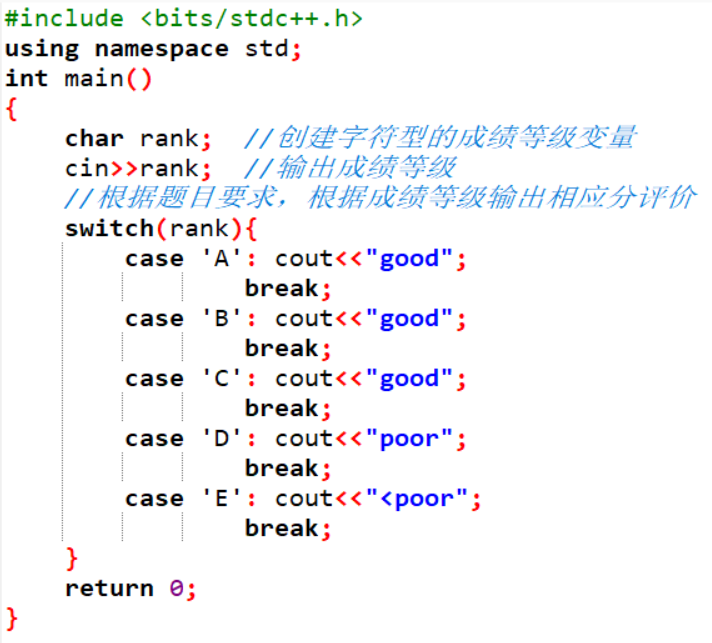 #include <bits/stdc++.h>
using namespace std;
int main()
{
    char rank;  //创建字符型的成绩等级变量
    cin>>rank;  //输出成绩等级
    //根据题目要求，根据成绩等级输出相应分评价
    switch(rank){
        case 'A': cout<<"good";
                break;
        case 'B': cout<<"good";
                break;
        case 'C': cout<<"good";
                break;
        case 'D': cout<<"poor";
                break;
        case 'E': cout<<"<poor";
                break;
    }
    return 0;
}